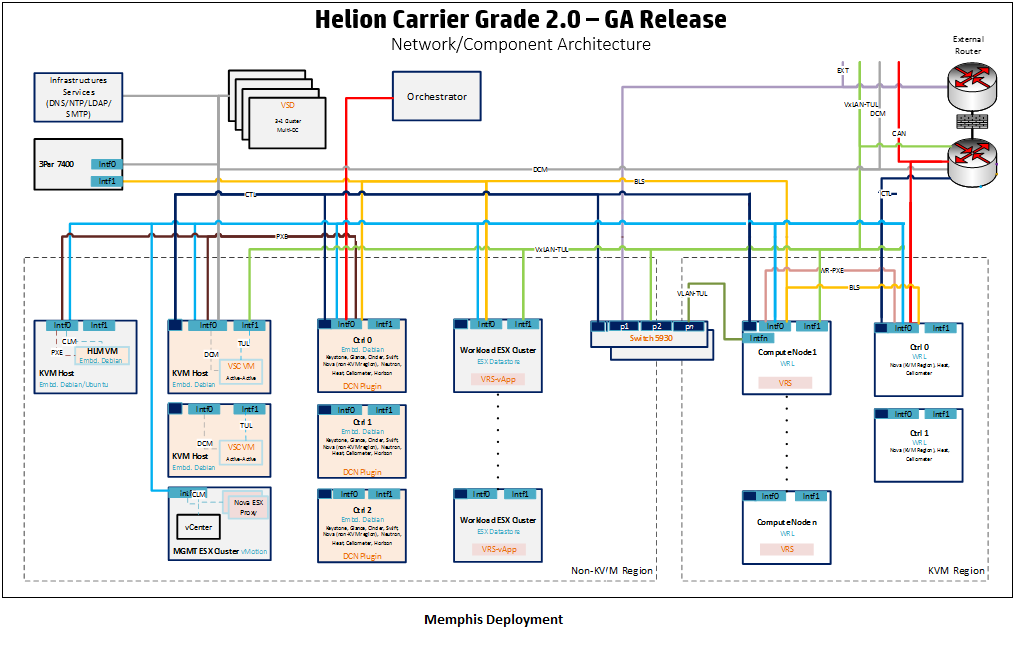 Helion Carrier Grade 2.0 – GA Release
Network/Component Architecture
External
Router
Infrastructures
Services
(DNS/NTP/LDAP/
SMTP)
VSD
3+1 Cluster
Multi-DC
Orchestrator
EXT
VxLAN-TUL
DCM
CAN
3Par 7400
Intf0
Intf1
DCM
BLS
CTL
CTL
PXE
VxLAN-TUL
VLAN-TUL
WR-PXE
BLS
Intf0
Intf1
CLM
PXE
HLM VM
Embd. Debian
KVM Host
Embd. Debian/Ubuntu
Intf0
Intf1
DCM
TUL
VSC VM
Active-Active
KVM Host
Embd. Debian
Intf0
Intf1
DCM
TUL
VSC VM
Active-Active
KVM Host
Embd. Debian
CLM
Nova ESX
Proxy
vCenter
MGMT ESX Cluster vMotion
Intf0
Intf1
Ctrl 0
Embd. Debian
Keystone, Glance, Cinder, Swift,
Nova (non-KVM region), Neutron,
Heat, Ceilometer, Horizon
DCN Plugin
Intf0
Intf1
Ctrl 1
Embd. Debian
Keystone, Glance, Cinder, Swift,
Nova (non-KVM region), Neutron,
Heat, Ceilometer, Horizon
DCN Plugin
Intf0
Intf1
Ctrl 2
Embd. Debian
Keystone, Glance, Cinder, Swift,
Nova (non-KVM region), Neutron,
Heat, Ceilometer, Horizon
DCN Plugin
Intf0
Intf1
Workload ESX Cluster
ESX Datastore
VRS-vApp
Intf0
Intf1
Workload ESX Cluster
ESX Datastore
VRS-vApp
p1
p2
pn
Switch 5930
Intf0
Intf1
Intfn
Compute Node1
WRL
VRS
Intf0
Intf1
Compute Node n
WRL
VRS
Intf0
Intf1
Ctrl 0
WRL
Nova (KVM Region), Heat,
Ceilometer
Intf0
Intf1
Ctrl 1
WRL
Nova (KVM Region), Heat,
Ceilometer
Non-KVM Region
KVM Region
Memphis Deployment